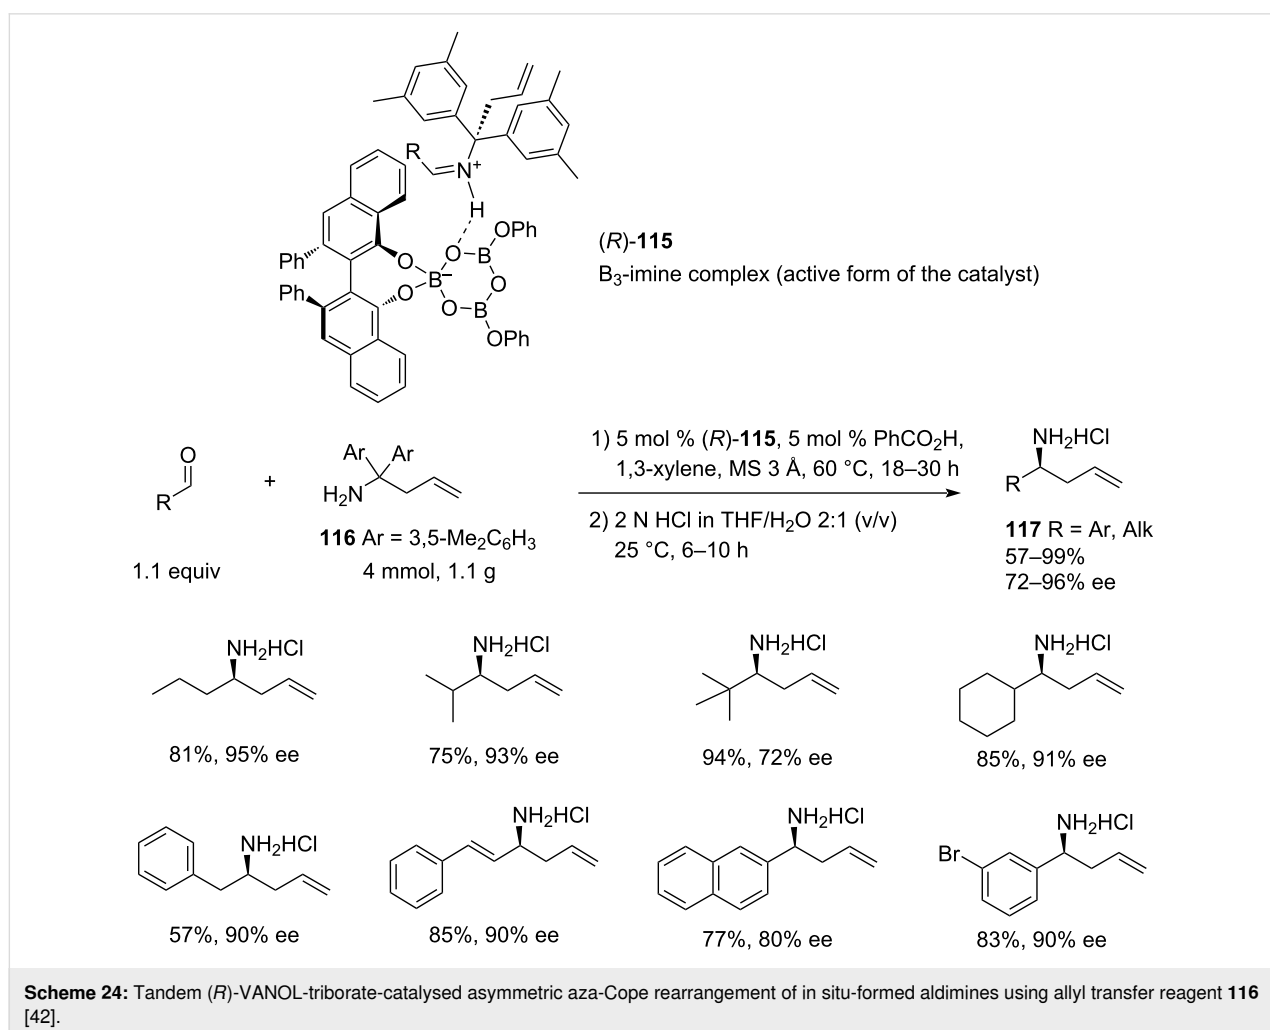 R
N+
H
Ph
Ph
O
O
B–
O
B
OPh
O
O
B
OPh
(R)-115
B3-imine complex (active form of the catalyst)
O
R
+
Ar Ar
H2N
116 Ar = 3,5-Me2C6H3
1.1 equiv
4 mmol, 1.1 g
1) 5 mol % (R)-115, 5 mol % PhCO2H,
1,3-xylene, MS 3 Å, 60 °C, 18–30 h
2) 2 N HCl in THF/H2O 2:1 (v/v)
25 °C, 6–10 h
NH2HCl
R
117 R = Ar, Alk
57–99%
72–96% ee
NH2HCl
81%, 95% ee
NH2HCl
75%, 93% ee
NH2HCl
94%, 72% ee
NH2HCl
85%, 91% ee
NH2HCl
57%, 90% ee
NH2HCl
85%, 90% ee
NH2HCl
77%, 80% ee
NH2HCl
Br
83%, 90% ee
Scheme 24: Tandem (R)-VANOL-triborate-catalysed asymmetric aza-Cope rearrangement of in situ-formed aldimines using allyl transfer reagent 116
[42].